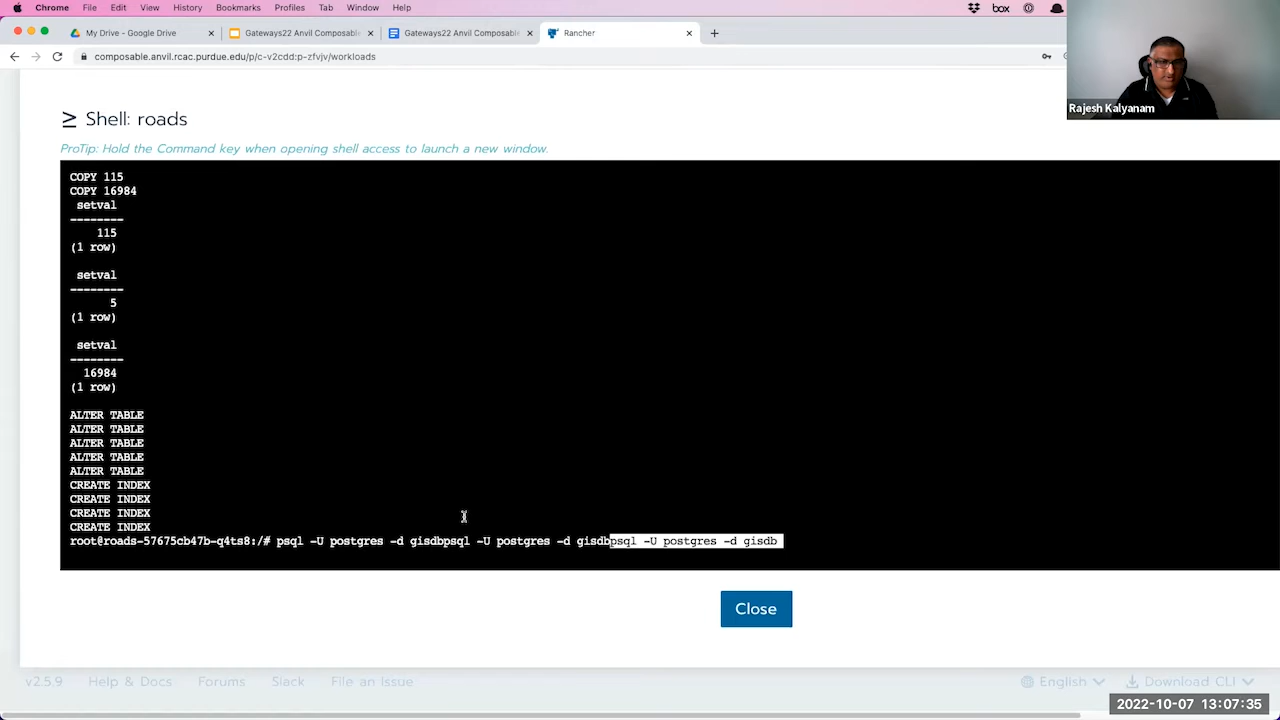 Chrome File Edit View History Bookmarks Profiles Tab Window Help
box
My Drive - Google Drive
Gateways22 Anvil Composable
Gateways22 Anvil Composable
Rancher
composable.anvil.rcac.purdue.edu/p/c-v2cdd:p-zfvjv/workloads
Rajesh Kalyanam
Shell: roads
ProTip: Hold the Command key when opening shell access to launch a new window.
COPY 115
COPY 16984
setval
--------
115
(1 row)
setval
--------
5
(1 row)
setval
--------
16984
(1 row)
ALTER TABLE
ALTER TABLE
ALTER TABLE
ALTER TABLE
ALTER TABLE
CREATE INDEX
CREATE INDEX
CREATE INDEX
CREATE INDEX
root@roads-57675cb47b-q4ts8:/# psql -U postgres -d gisdbpsql -U postgres -d gisdbpsql -U postgres -d gisdb
Close
v2.5.9 Help & Docs Forums Slack File an Issue English Download CLI
2022-10-07 13:07:35